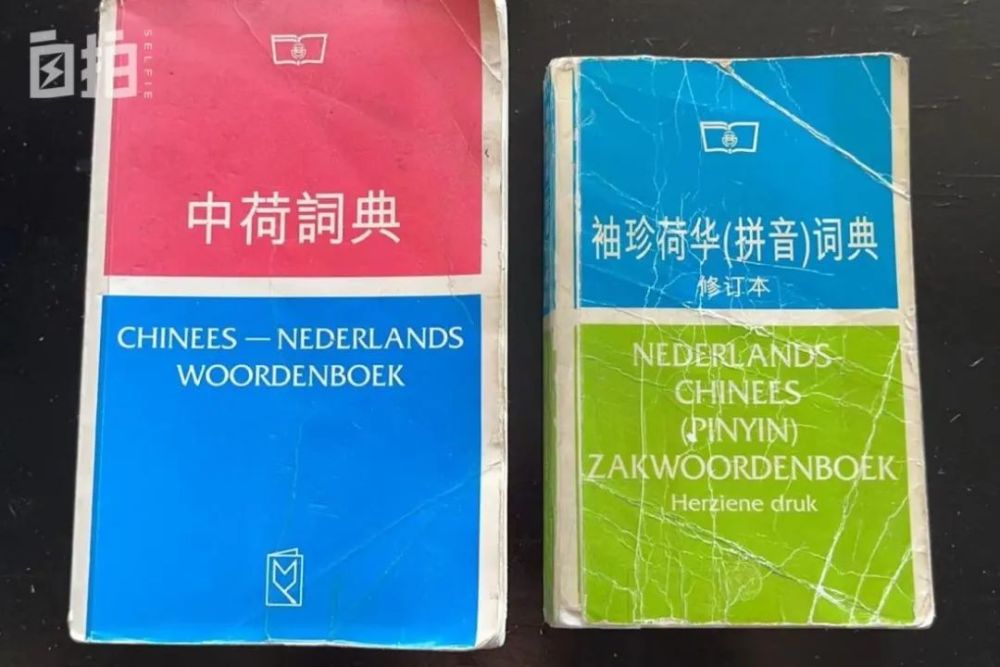 自拍
SELFIE
中荷詞典
CHINEES — NEDERLANDS
WOORDENBOEK
袖珍荷华(拼音)词典
修订本
NEDERLANDS-
CHINEES
(PINYIN)
ZAKWOORDENBOEK
Herziene druk